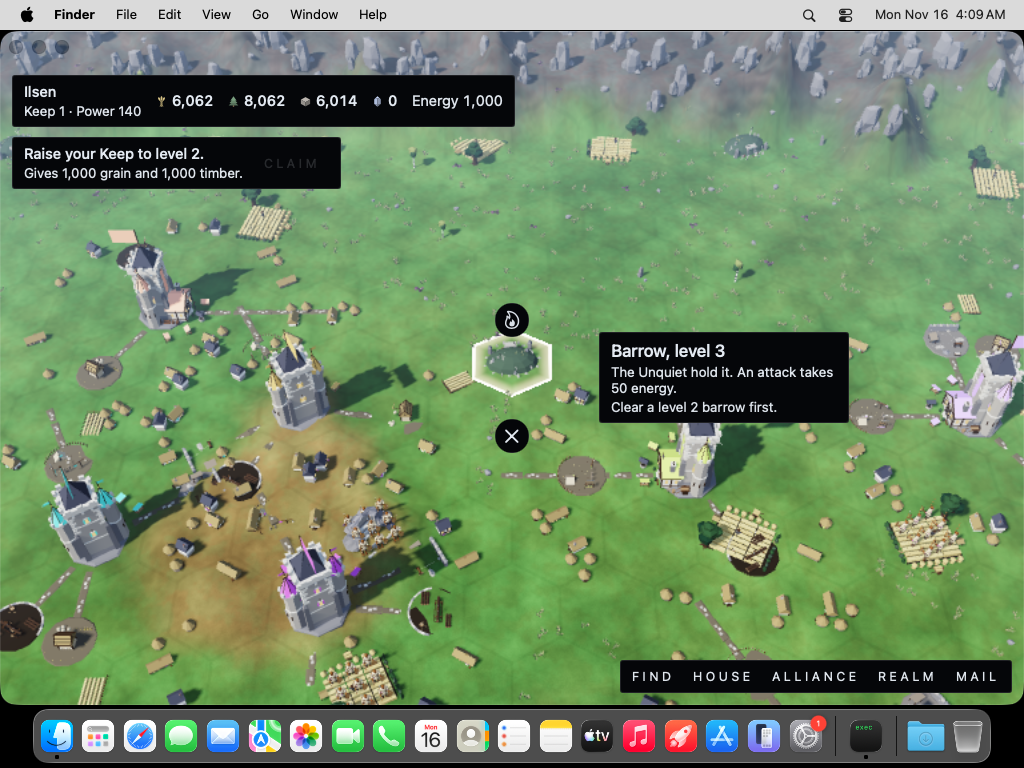 Finder File Edit View Go Window Help Mon Nov 16 4:09 AM
Ilsen
Keep 1 · Power 140
6,062 8,062 6,014 0 Energy 1,000
Raise your Keep to level 2.
Gives 1,000 grain and 1,000 timber.
CLAIM
Barrow, level 3
The Unquiet hold it. An attack takes
50 energy.
Clear a level 2 barrow first.
FIND HOUSE ALLIANCE REALM MAIL
Mon
16
tv
1
exec